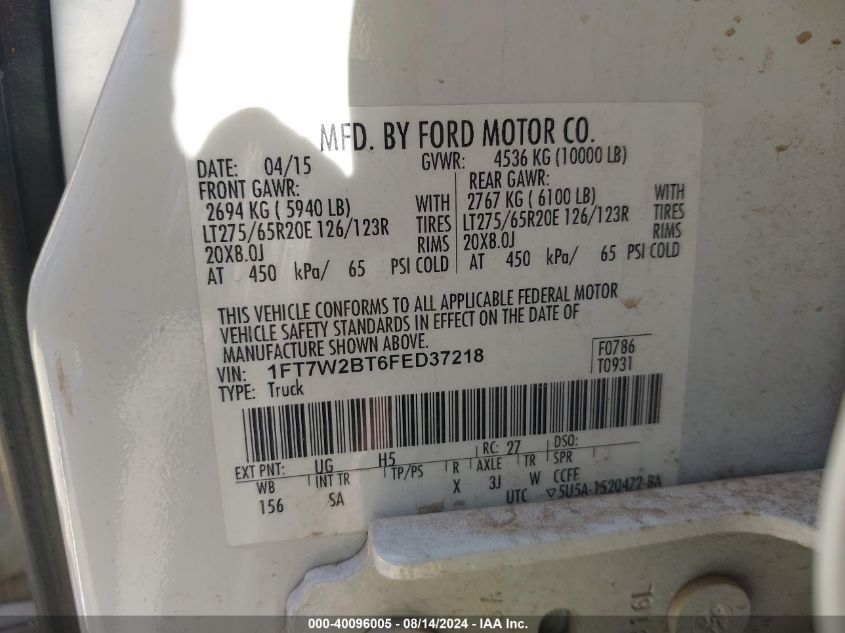 MFD. BY FORD MOTOR CO.
DATE: 04/15 GVWR: 4536 KG (10000 LB)
FRONT GAWR: REAR GAWR:
2694 KG ( 5940 LB) WITH 2767 KG ( 6100 LB) WITH
LT275/65R20E 126/123R TIRES LT275/65R20E 126/123R TIRES
20X8.0J RIMS 20X8.0J RIMS
AT 450 kPa/ 65 PSI COLD AT 450 kPa/ 65 PSI COLD
THIS VEHICLE CONFORMS TO ALL APPLICABLE FEDERAL MOTOR
VEHICLE SAFETY STANDARDS IN EFFECT ON THE DATE OF
MANUFACTURE SHOWN ABOVE.
VIN: 1FT7W2BT6FED37218 F0786
TYPE: Truck T0931
EXT PNT: UG H5 RC: 27 DSO:
WB INT TR TP/PS R AXLE TR SPR
156 SA X 3J W CCFE
UTC ▽5U5A-1520472-BA
000-40096005 - 08/14/2024 - IAAI Inc.